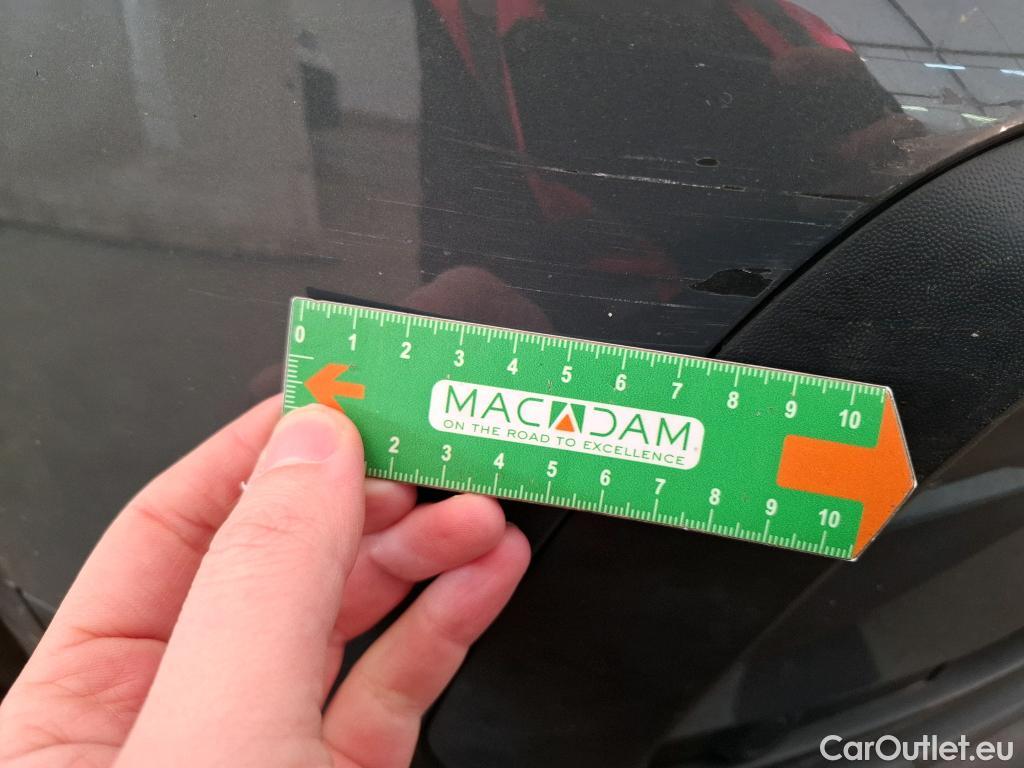 0 1 2 3 4 5 6 7 8 9 10
MACADAM
ON THE ROAD TO EXCELLENCE
2 3 4 5 6 7 8 9 10
CarOutlet.eu